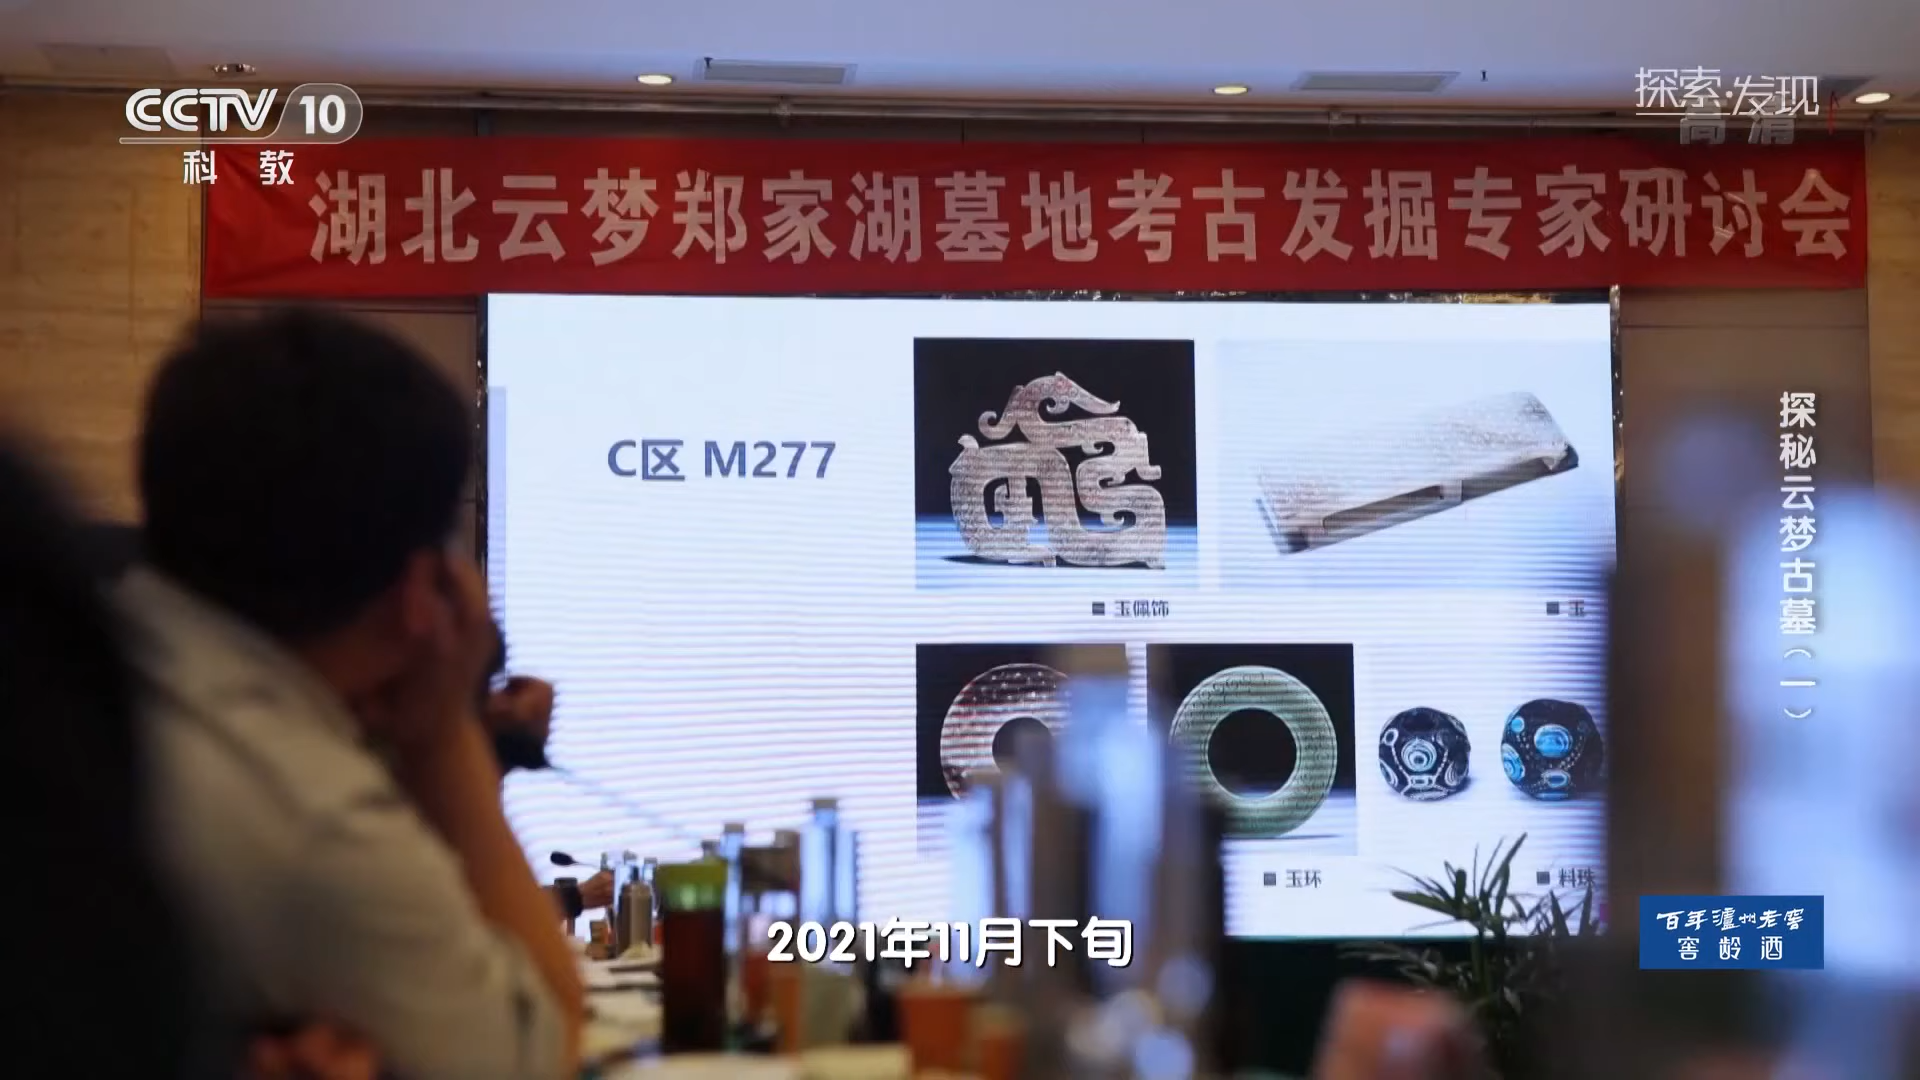 CCTV 10
科 教
探索·发现
高清
湖北云梦郑家湖墓地考古发掘专家研讨会
C区 M277
玉佩饰
玉
玉环
料珠
探秘云梦古墓（一）
2021年11月下旬
百年泸州老窖
窖龄酒